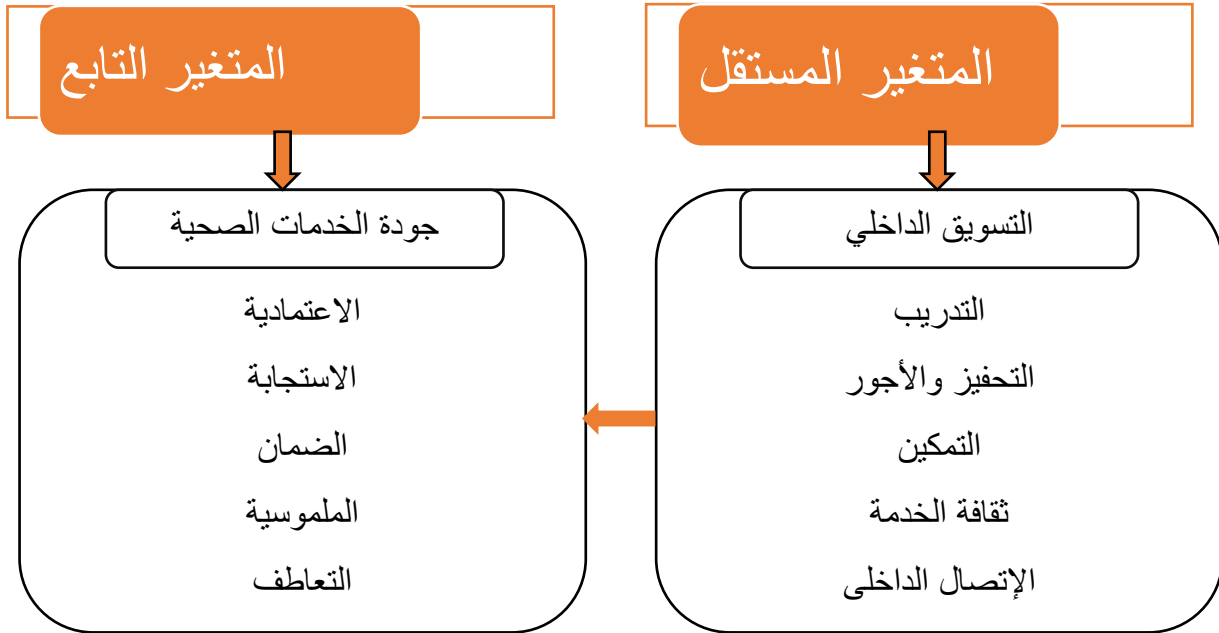 المتغير المستقل
التسويق الداخلي
التدريب
التحفيز والأجور
التمكين
ثقافة الخدمة
الإتصال الداخلى
المتغير التابع
جودة الخدمات الصحية
الاعتمادية
الاستجابة
الضمان
الملموسية
التعاطف